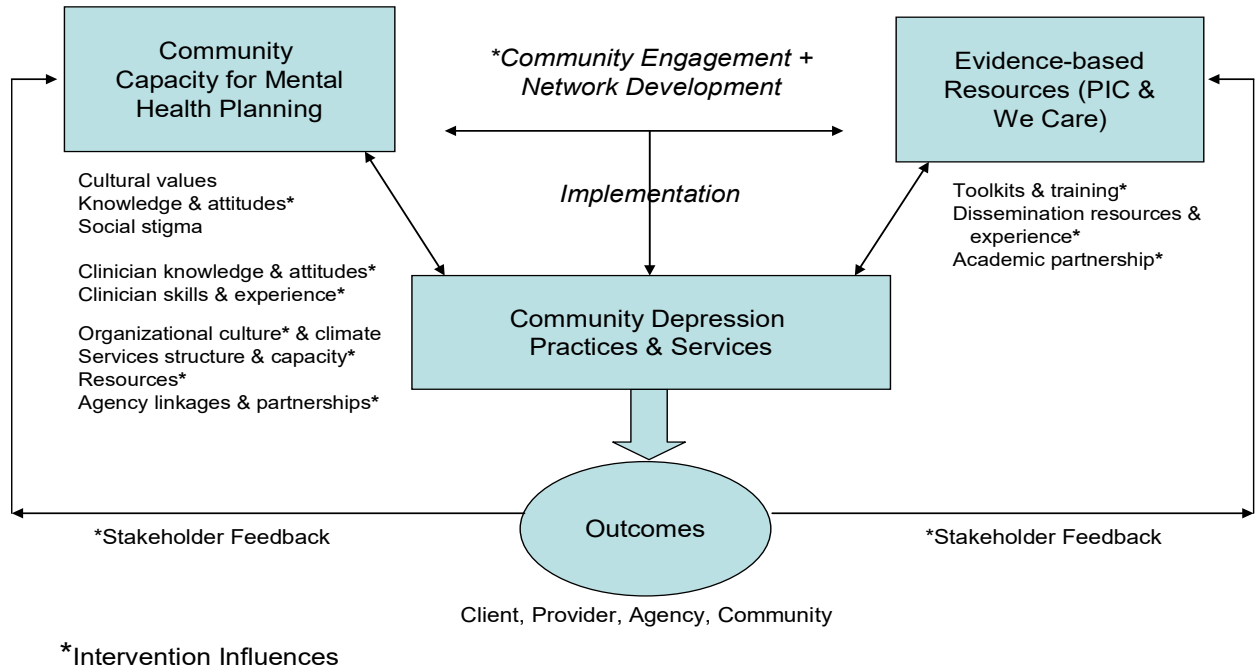 Community
Capacity for Mental
Health Planning
*Community Engagement +
Network Development
Evidence-based
Resources (PIC &
We Care)
Implementation
Cultural values
Knowledge & attitudes*
Social stigma
Clinician knowledge & attitudes*
Clinician skills & experience*
Organizational culture* & climate
Services structure & capacity*
Resources*
Agency linkages & partnerships*
Toolkits & training*
Dissemination resources &
experience*
Academic partnership*
Community Depression
Practices & Services
Outcomes
*Stakeholder Feedback
*Stakeholder Feedback
Client, Provider, Agency, Community
*Intervention Influences